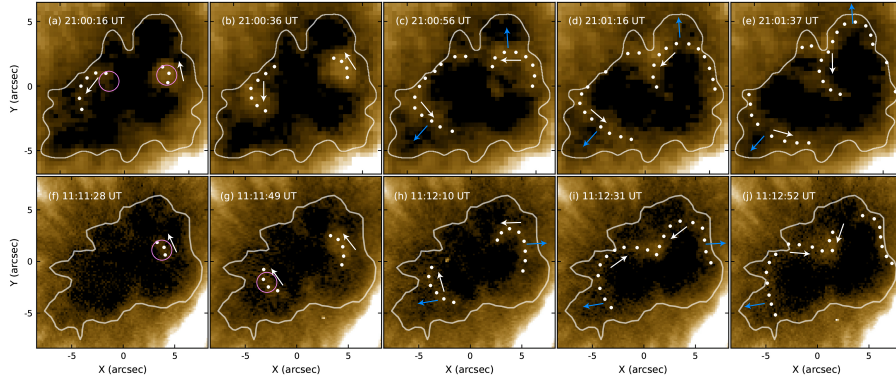 (a) 21:00:16 UT
(b) 21:00:36 UT
(c) 21:00:56 UT
(d) 21:01:16 UT
(e) 21:01:37 UT
Y (arcsec)
5
0
-5
(f) 11:11:28 UT
(g) 11:11:49 UT
(h) 11:12:10 UT
(i) 11:12:31 UT
(j) 11:12:52 UT
Y (arcsec)
5
0
-5
-5 0 5 -5 0 5 -5 0 5 -5 0 5 -5 0 5
X (arcsec) X (arcsec) X (arcsec) X (arcsec) X (arcsec)